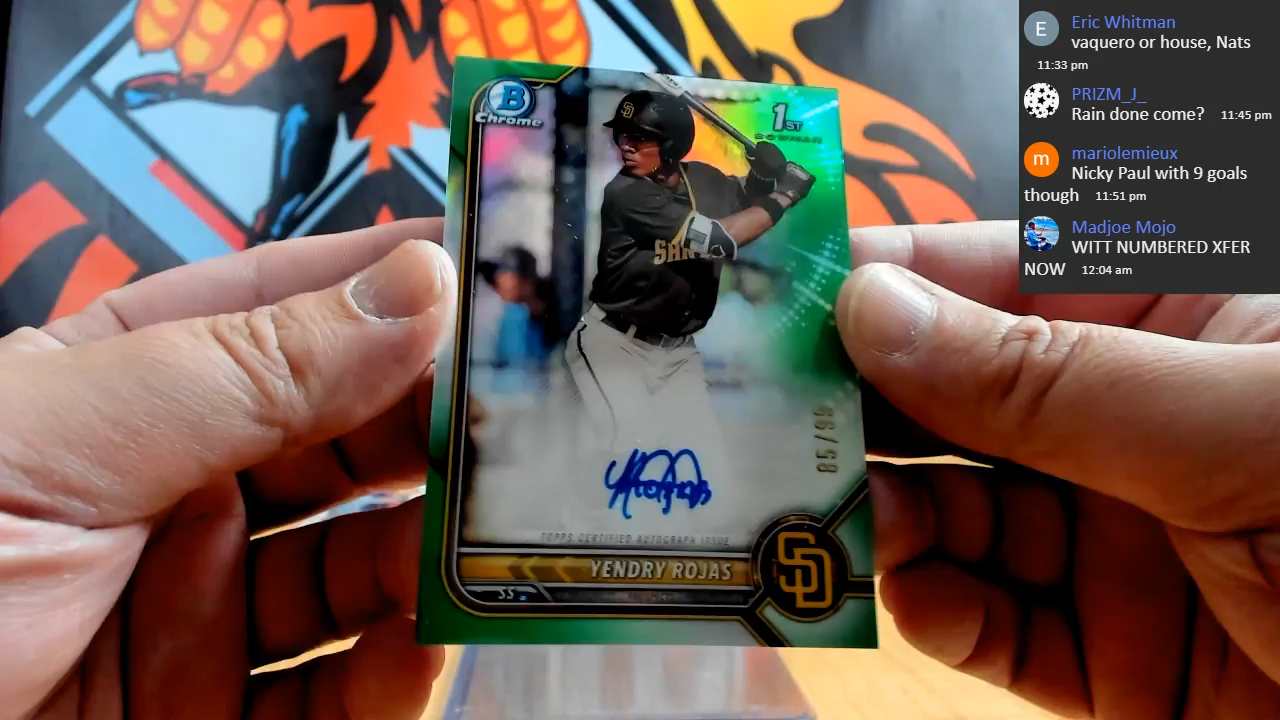 B
Chrome
1ST
BOWMAN
SD
SAN
85/99
TOPPS CERTIFIED AUTOGRAPH ISSUE
YENDRY ROJAS
SS
SD
E
Eric Whitman
vaquero or house, Nats
11:33 pm
PRIZM_J_
Rain done come? 11:45 pm
m
mariolemieux
Nicky Paul with 9 goals
though 11:51 pm
Madjoe Mojo
WITT NUMBERED XFER
NOW 12:04 am